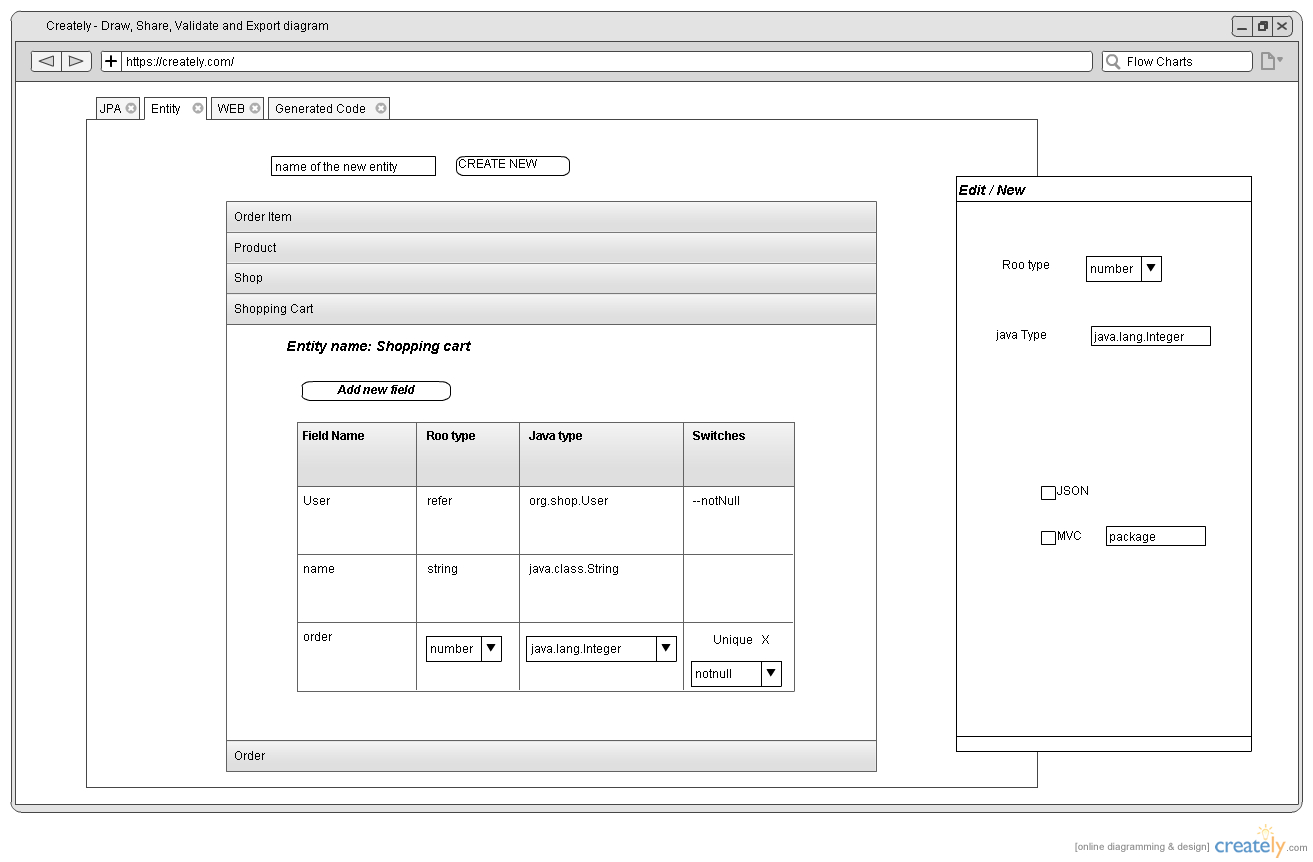 Creately - Draw, Share, Validate and Export diagram
https://creately.com/
Flow Charts
JPA
Entity
WEB
Generated Code
name of the new entity
CREATE NEW
Order Item
Product
Shop
Shopping Cart
Entity name: Shopping cart
Add new field
Field Name Roo type Java type Switches
User refer org.shop.User --notNull
name string java.class.String
order number java.lang.Integer Unique X
notnull
Order
Edit / New
Roo type number
java Type java.lang.Integer
JSON
MVC package
[online diagramming & design] creately.com